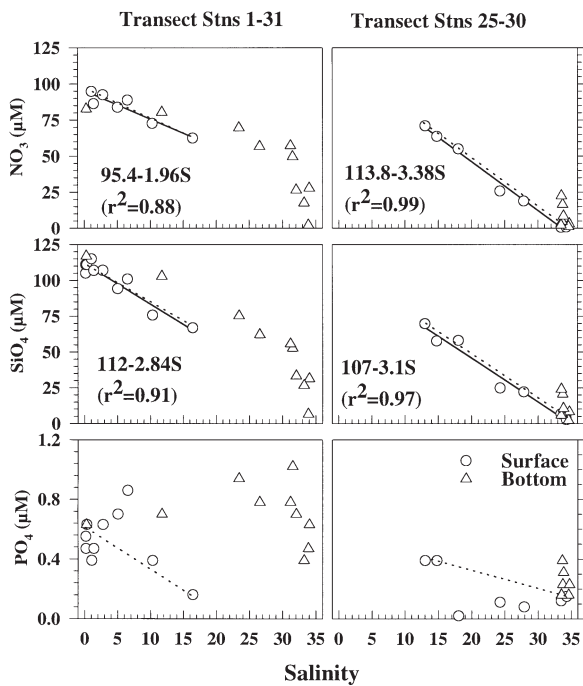 Transect Stns 1-31
Transect Stns 25-30
NO3 (µM)
125
100
75
50
25
0
95.4-1.96S
(r²=0.88)
113.8-3.38S
(r²=0.99)
SiO4 (µM)
125
100
75
50
25
0
112-2.84S
(r²=0.91)
107-3.1S
(r²=0.97)
PO4 (µM)
1.2
0.8
0.4
0.0
Surface
Bottom
0 5 10 15 20 25 30 35
0 5 10 15 20 25 30 35
Salinity